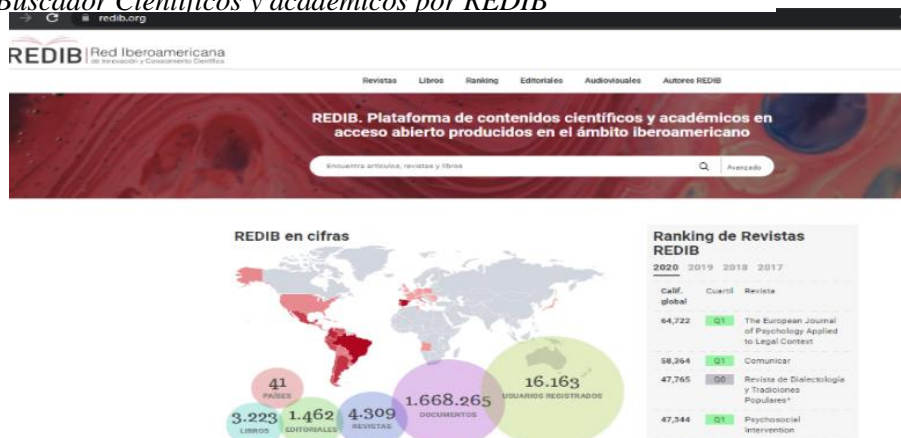 Buscador Científicos y académicos por REDIB
redib.org
REDIB Red Iberoamericana
de Innovación y Conocimiento Científico
Revistas Libros Ranking Editoriales Audiovisuales Autores REDIB
REDIB. Plataforma de contenidos científicos y académicos en
acceso abierto producidos en el ámbito iberoamericano
Encuentra artículos, revistas y libros Avanzado
REDIB en cifras
41
PAÍSES
3.223
LIBROS
1.462
EDITORIALES
4.309
REVISTAS
1.668.265
DOCUMENTOS
16.163
USUARIOS REGISTRADOS
Ranking de Revistas
REDIB
2020 2019 2018 2017
Calif. Cuartil Revista
global
64,722 Q1 The European Journal
of Psychology Applied
to Legal Context
58,264 Q1 Comunicar
47,765 Q0 Revista de Dialectología
y Tradiciones
Populares*
47,344 Q1 Psychosocial
Intervention